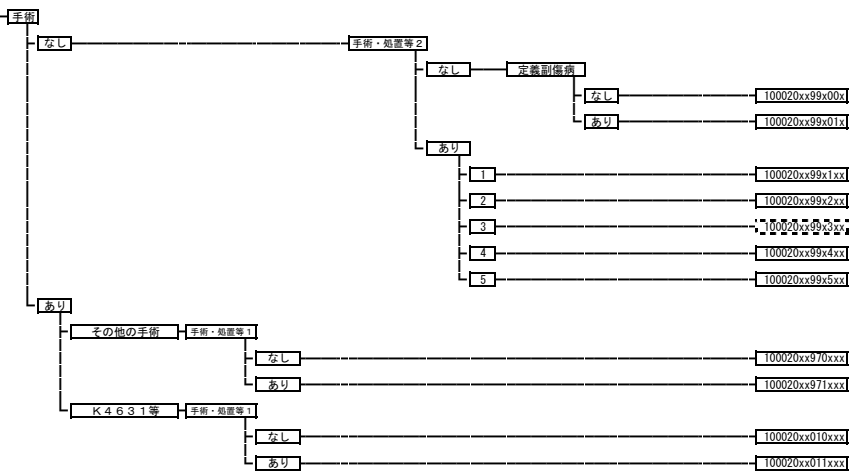 手術
なし 手術・処置等2
なし 定義副傷病
なし 100020xx99x00x
あり 100020xx99x01x
あり
1 100020xx99x1xx
2 100020xx99x2xx
3 100020xx99x3xx
4 100020xx99x4xx
5 100020xx99x5xx
あり
その他の手術 手術・処置等1
なし 100020xx970xxx
あり 100020xx971xxx
K4631等 手術・処置等1
なし 100020xx010xxx
あり 100020xx011xxx